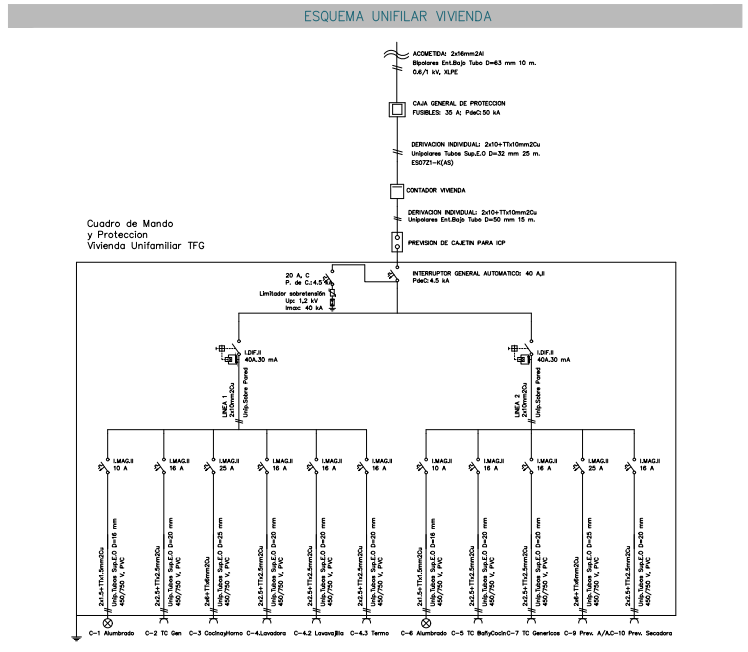 ESQUEMA UNIFILAR VIVIENDA
ACOMETIDA: 2x16mm2Al
Bipolares Ent.Bajo Tubo D=63 mm 10 m.
0.6/1 kV, XLPE
CAJA GENERAL DE PROTECCION
FUSIBLES: 35 A; PdeC: 50 kA
DERIVACION INDIVIDUAL: 2x10+TTx10mm2Cu
Unipolares Tubos Sup.E.O D=32 mm 25 m.
ES07Z1-K(AS)
CONTADOR VIVIENDA
DERIVACION INDIVIDUAL: 2x10+TTx10mm2Cu
Unipolares Ent.Bajo Tubo D=50 mm 15 m.
PREVISION DE CAJETIN PARA ICP
Cuadro de Mando
y Proteccion
Vivienda Unifamiliar TFG
INTERRUPTOR GENERAL AUTOMATICO: 40 A,II
PdeC: 4.5 kA
20 A, C
P. de C.:4.5
Limitador sobretensión
Up: 1,2 kV
Imax: 40 kA
I.DIF.II
40A.30 mA
LINEA 1
2x10mm2Cu
Unip.Sobre Pared
I.DIF.II
40A.30 mA
LINEA 2
2x10mm2Cu
Unip.Sobre Pared
I.MAG.II
10 A
I.MAG.II
16 A
I.MAG.II
25 A
I.MAG.II
16 A
I.MAG.II
16 A
I.MAG.II
16 A
I.MAG.II
10 A
I.MAG.II
16 A
I.MAG.II
16 A
I.MAG.II
25 A
I.MAG.II
16 A
2x1.5+TTx1.5mm2Cu
Unip.Tubos Sup.E.O D=16 mm
450/750 V, PVC
2x2.5+TTx2.5mm2Cu
Unip.Tubos Sup.E.O D=20 mm
450/750 V, PVC
2x6+TTx6mm2Cu
Unip.Tubos Sup.E.O D=25 mm
450/750 V, PVC
2x2.5+TTx2.5mm2Cu
Unip.Tubos Sup.E.O D=20 mm
450/750 V, PVC
2x2.5+TTx2.5mm2Cu
Unip.Tubos Sup.E.O D=20 mm
450/750 V, PVC
2x2.5+TTx2.5mm2Cu
Unip.Tubos Sup.E.O D=20 mm
450/750 V, PVC
2x1.5+TTx1.5mm2Cu
Unip.Tubos Sup.E.O D=16 mm
450/750 V, PVC
2x2.5+TTx2.5mm2Cu
Unip.Tubos Sup.E.O D=20 mm
450/750 V, PVC
2x2.5+TTx2.5mm2Cu
Unip.Tubos Sup.E.O D=20 mm
450/750 V, PVC
2x6+TTx6mm2Cu
Unip.Tubos Sup.E.O D=25 mm
450/750 V, PVC
2x2.5+TTx2.5mm2Cu
Unip.Tubos Sup.E.O D=20 mm
450/750 V, PVC
C-1 Alumbrado C-2 TC Gen C-3 CocinayHorno C-4.Lavadora C-4.2 Lavavajilla C-4.3 Termo C-6 Alumbrado C-5 TC BañyCocin C-7 TC Genericos C-9 Prev. A/A C-10 Prev. Secadora